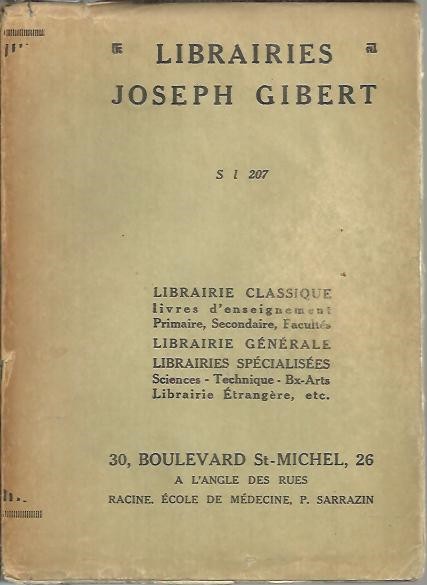 LIBRAIRIES
JOSEPH GIBERT
S l 207
LIBRAIRIE CLASSIQUE
livres d'enseignement
Primaire, Secondaire, Facultés
LIBRAIRIE GÉNÉRALE
LIBRAIRIES SPÉCIALISÉES
Sciences - Technique - Bx-Arts
Librairie Étrangère, etc.
30, BOULEVARD St-MICHEL, 26
A L'ANGLE DES RUES
RACINE. ÉCOLE DE MÉDECINE, P. SARRAZIN